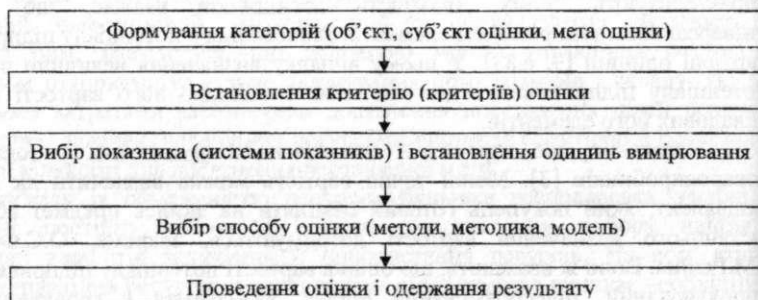 Формування категорій (об’єкт, суб’єкт оцінки, мета оцінки)
Встановлення критерію (критеріїв) оцінки
Вибір показника (системи показників) і встановлення одиниць вимірювання
Вибір способу оцінки (методи, методика, модель)
Проведення оцінки і одержання результату